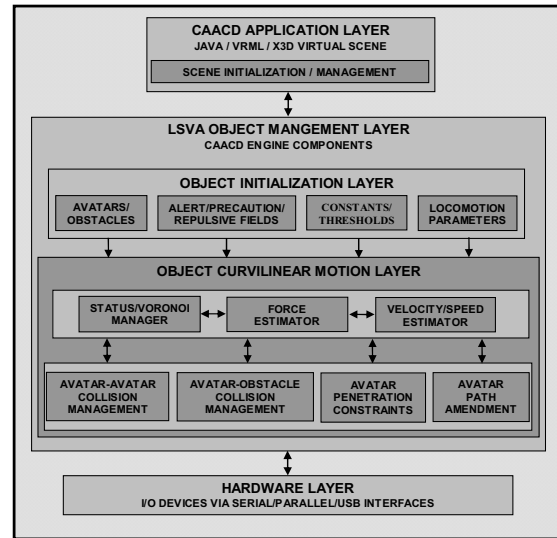 CAACD APPLICATION LAYER
JAVA / VRML / X3D VIRTUAL SCENE
SCENE INITIALIZATION / MANAGEMENT
LSVA OBJECT MANGEMENT LAYER
CAACD ENGINE COMPONENTS
OBJECT INITIALIZATION LAYER
AVATARS/
OBSTACLES
ALERT/PRECAUTION/
REPULSIVE FIELDS
CONSTANTS/
THRESHOLDS
LOCOMOTION
PARAMETERS
OBJECT CURVILINEAR MOTION LAYER
STATUS/VORONOI
MANAGER
FORCE
ESTIMATOR
VELOCITY/SPEED
ESTIMATOR
AVATAR-AVATAR
COLLISION
MANAGEMENT
AVATAR-OBSTACLE
COLLISION
MANAGEMENT
AVATAR
PENETRATION
CONSTRAINTS
AVATAR
PATH
AMENDMENT
HARDWARE LAYER
I/O DEVICES VIA SERIAL/PARALLEL/USB INTERFACES